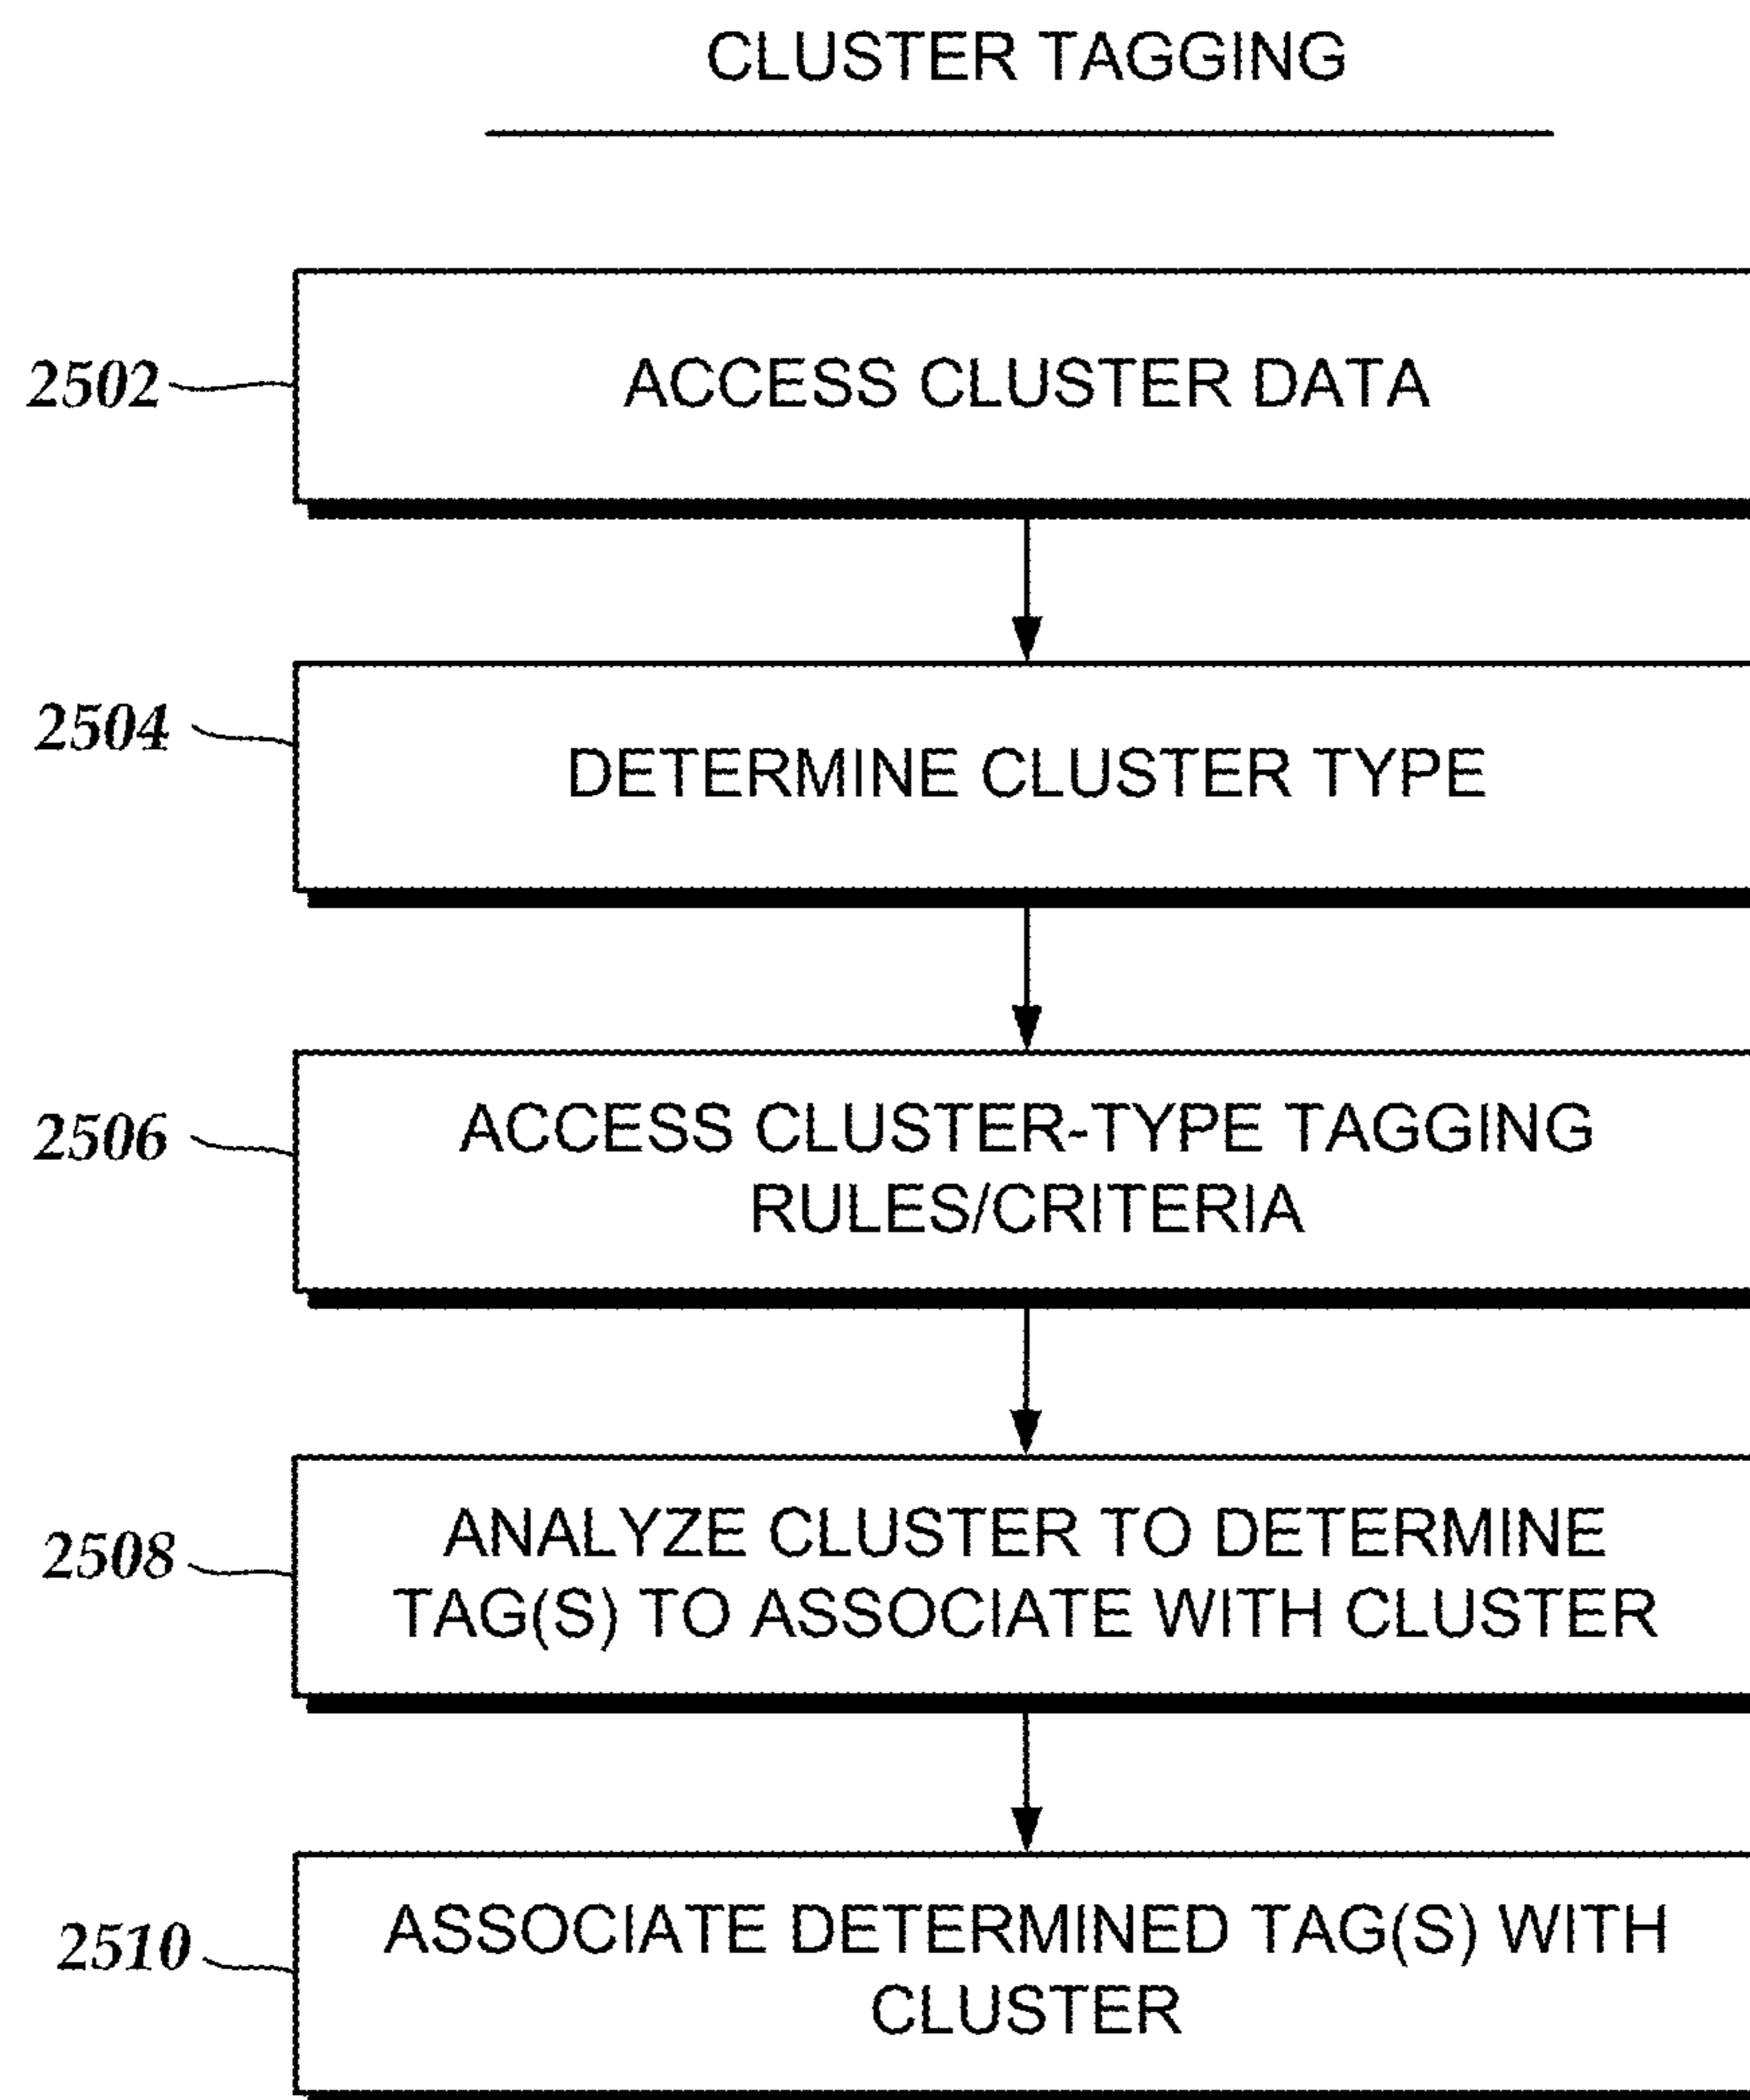 CLUSTER TAGGING
2502
ACCESS CLUSTER DATA
2504
DETERMINE CLUSTER TYPE
2506
ACCESS CLUSTER-TYPE TAGGING
RULES/CRITERIA
2508
ANALYZE CLUSTER TO DETERMINE
TAG(S) TO ASSOCIATE WITH CLUSTER
2510
ASSOCIATE DETERMINED TAG(S) WITH
CLUSTER